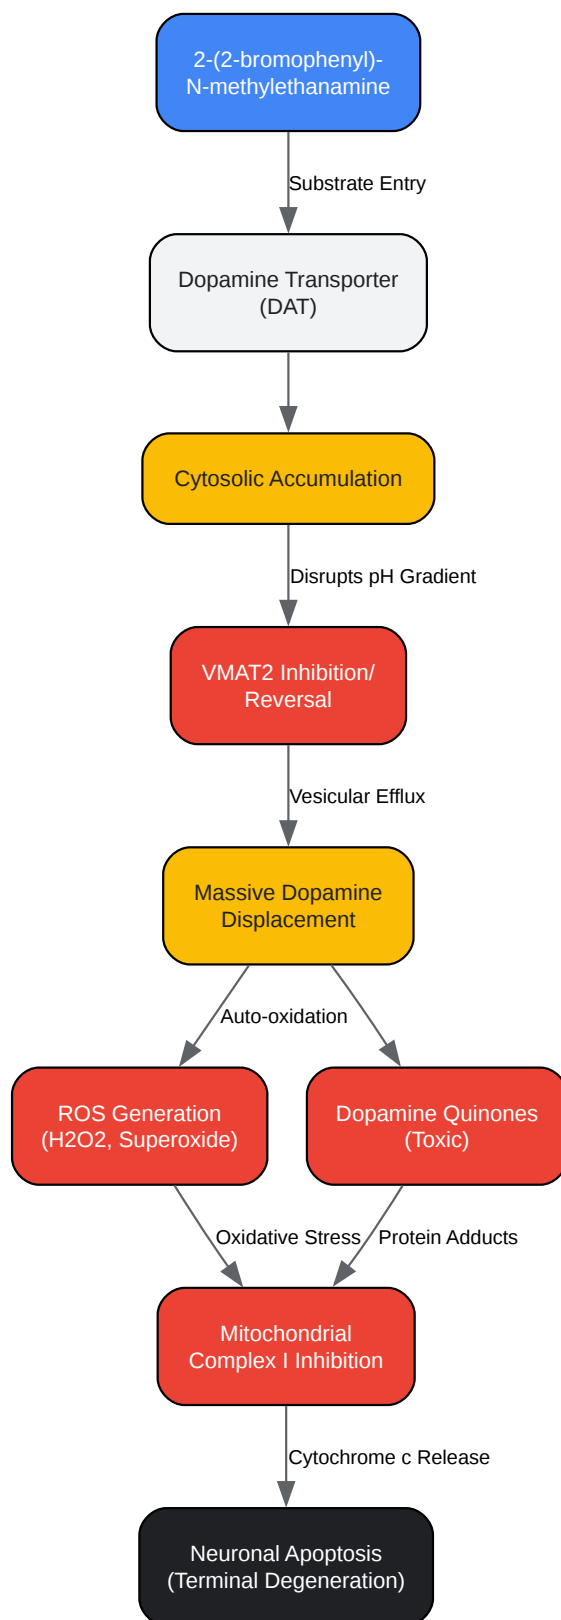 2-(2-bromophenyl)-
N-methylethanamine
Substrate Entry
Dopamine Transporter
(DAT)
Cytosolic Accumulation
Disrupts pH Gradient
VMAT2 Inhibition/
Reversal
Vesicular Efflux
Massive Dopamine
Displacement
Auto-oxidation
ROS Generation
(H2O2, Superoxide)
Dopamine Quinones
(Toxic)
Oxidative Stress
Protein Adducts
Mitochondrial
Complex I Inhibition
Cytochrome c Release
Neuronal Apoptosis
(Terminal Degeneration)